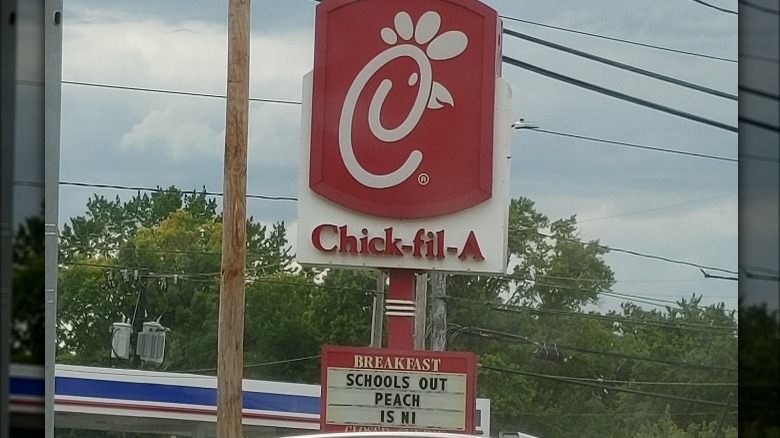 Chick-fil-A
BREAKFAST
SCHOOLS OUT
PEACH
IS NI